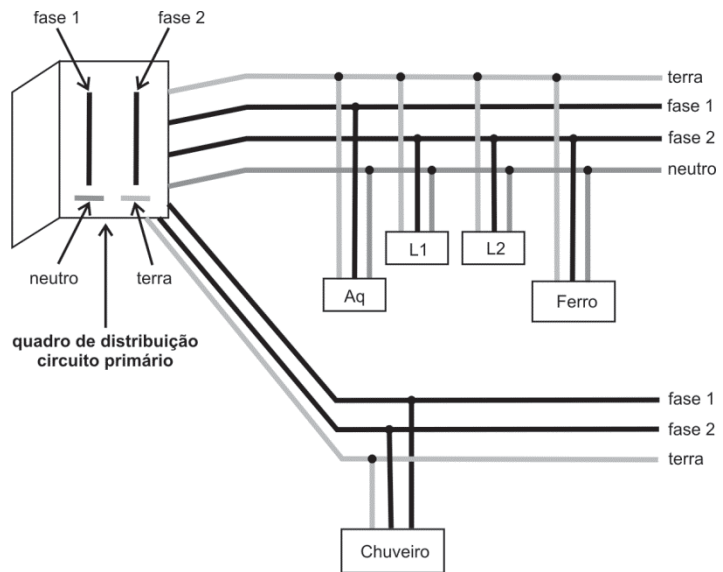 fase 1
fase 2
terra
fase 1
fase 2
neutro
L1
L2
Aq
Ferro
neutro
terra
quadro de distribuição
circuito primário
fase 1
fase 2
terra
Chuveiro